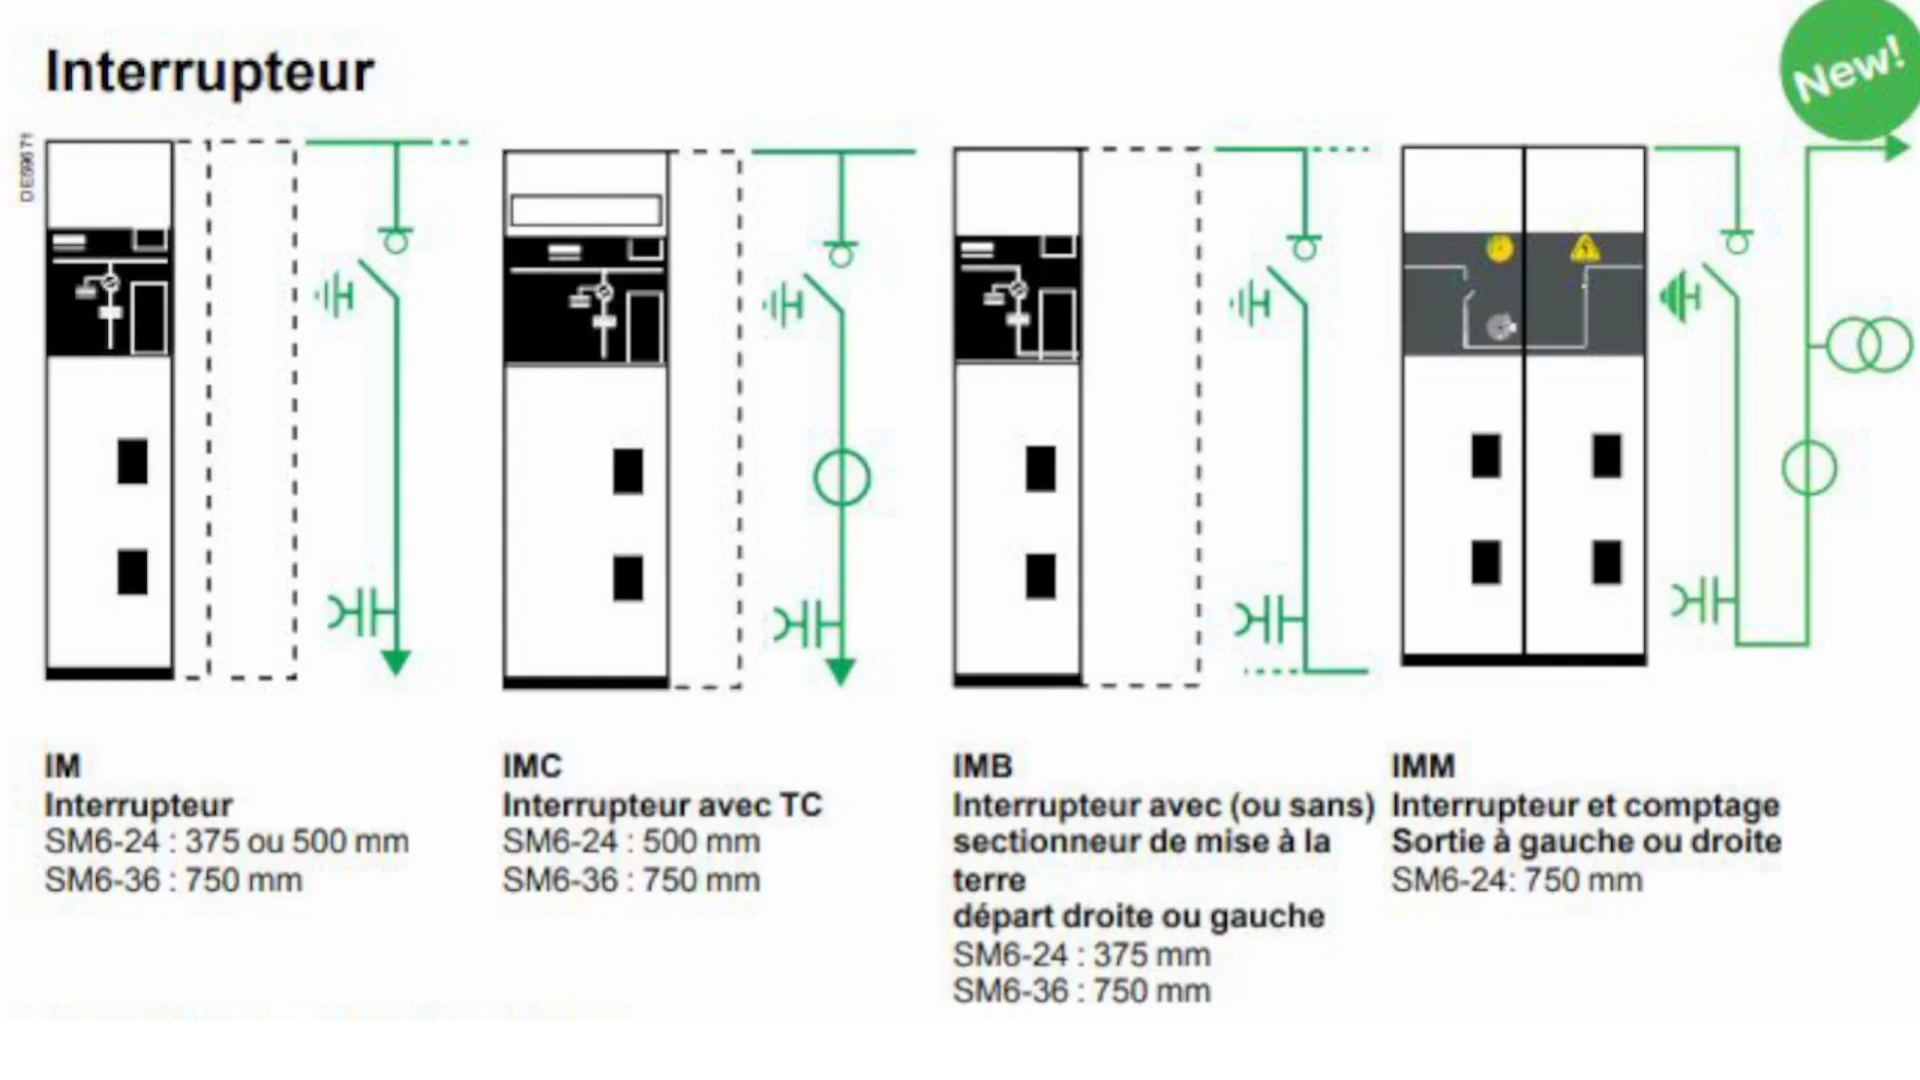 Interrupteur
New!
DE59671
IM
Interrupteur
SM6-24 : 375 ou 500 mm
SM6-36 : 750 mm
IMC
Interrupteur avec TC
SM6-24 : 500 mm
SM6-36 : 750 mm
IMB
Interrupteur avec (ou sans)
sectionneur de mise à la
terre
départ droite ou gauche
SM6-24 : 375 mm
SM6-36 : 750 mm
IMM
Interrupteur et comptage
Sortie à gauche ou droite
SM6-24: 750 mm